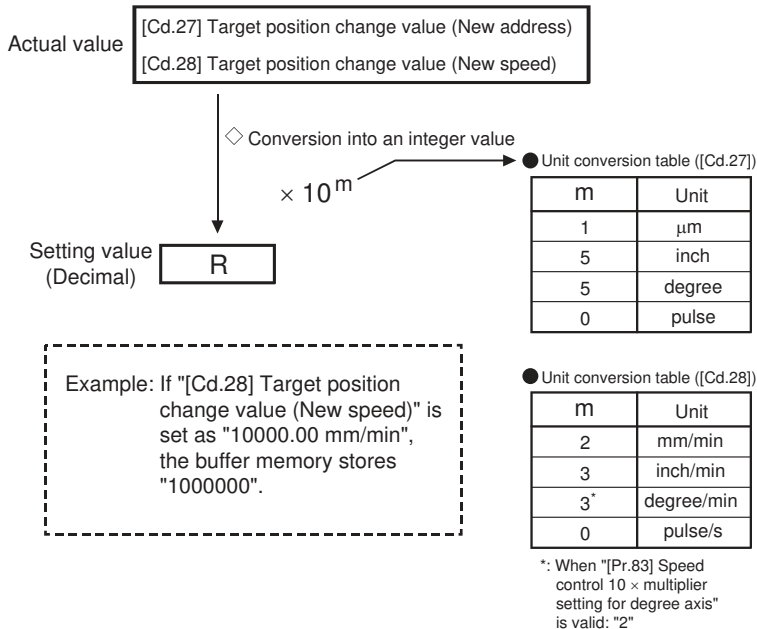 Actual value
[Cd.27] Target position change value (New address)
[Cd.28] Target position change value (New speed)
◇ Conversion into an integer value
× 10^m
Setting value
(Decimal)
R
● Unit conversion table ([Cd.27])
m Unit
1 μm
5 inch
5 degree
0 pulse
Example: If "[Cd.28] Target position
change value (New speed)" is
set as "10000.00 mm/min",
the buffer memory stores
"1000000".
● Unit conversion table ([Cd.28])
m Unit
2 mm/min
3 inch/min
3* degree/min
0 pulse/s
*: When "[Pr.83] Speed
control 10 × multiplier
setting for degree axis"
is valid: "2"